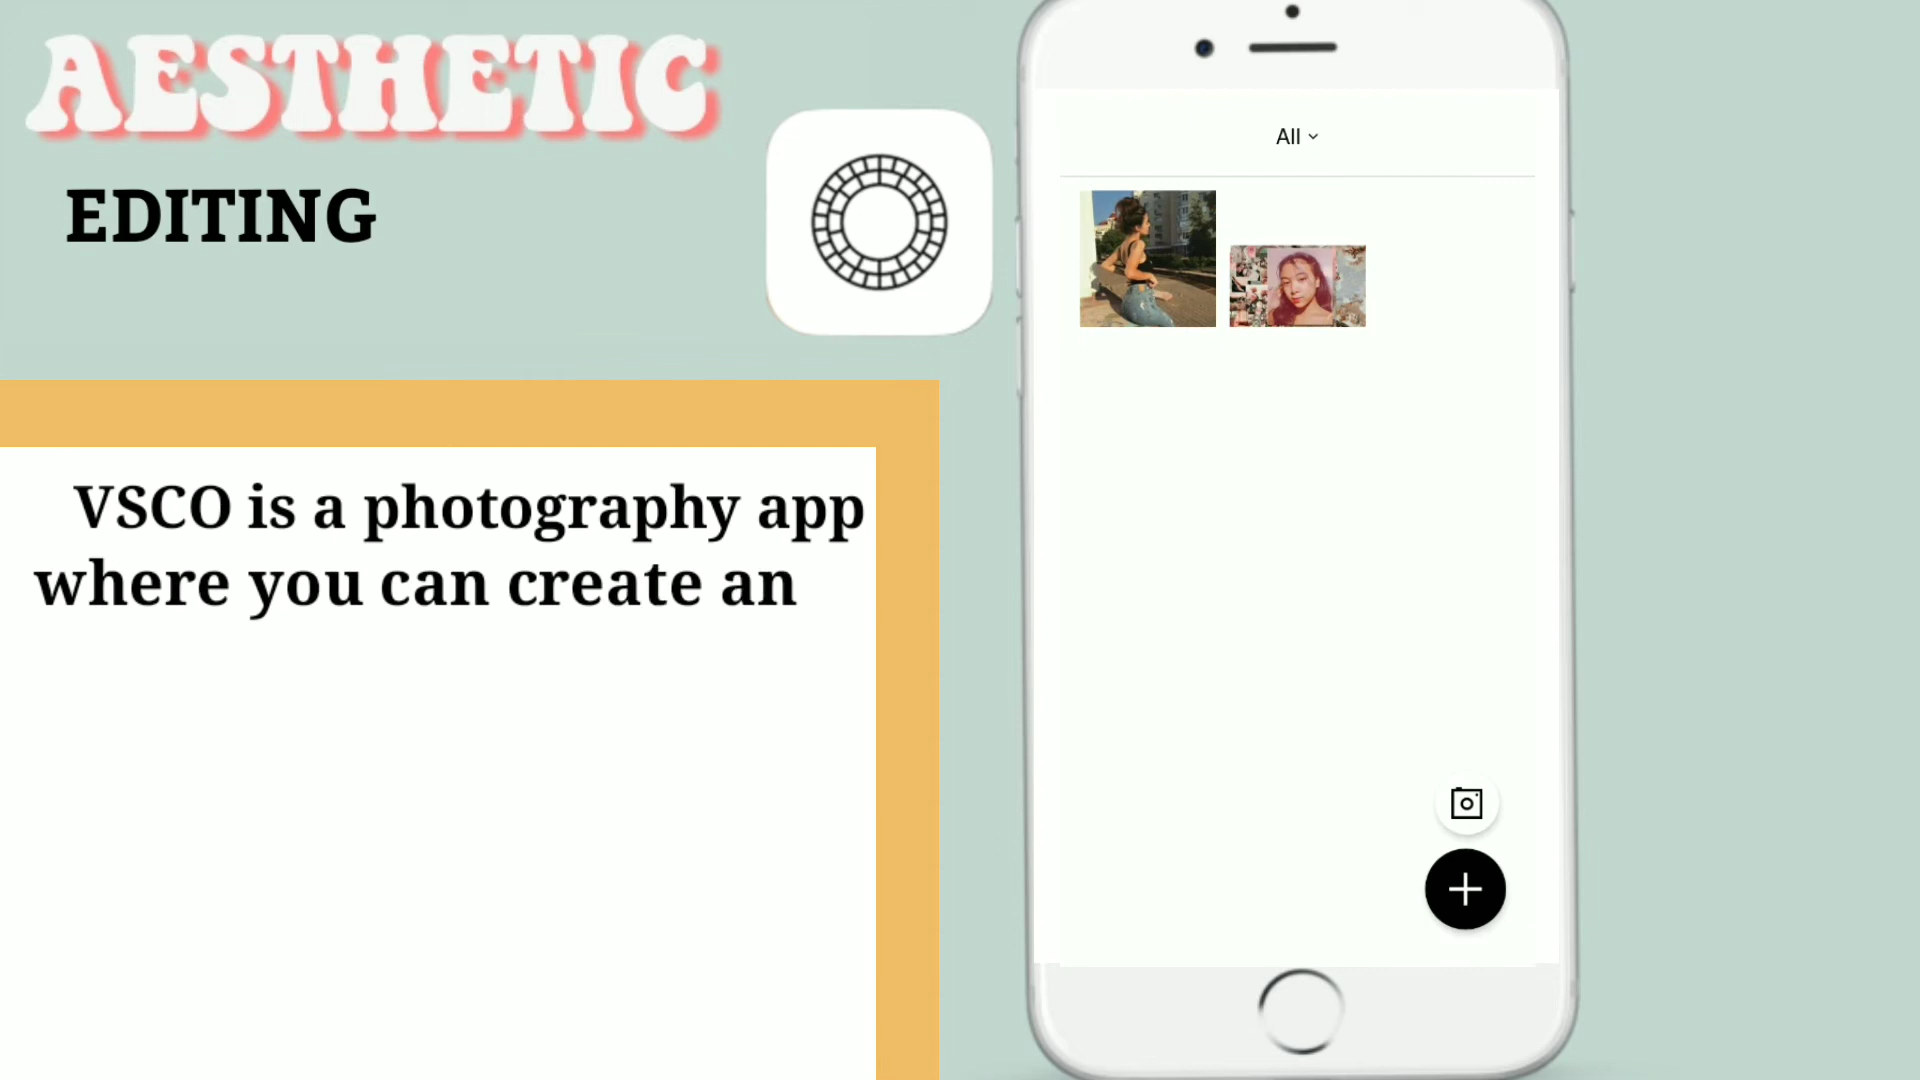 AESTHETIC
EDITING
All
VSCO is a photography app
where you can create an